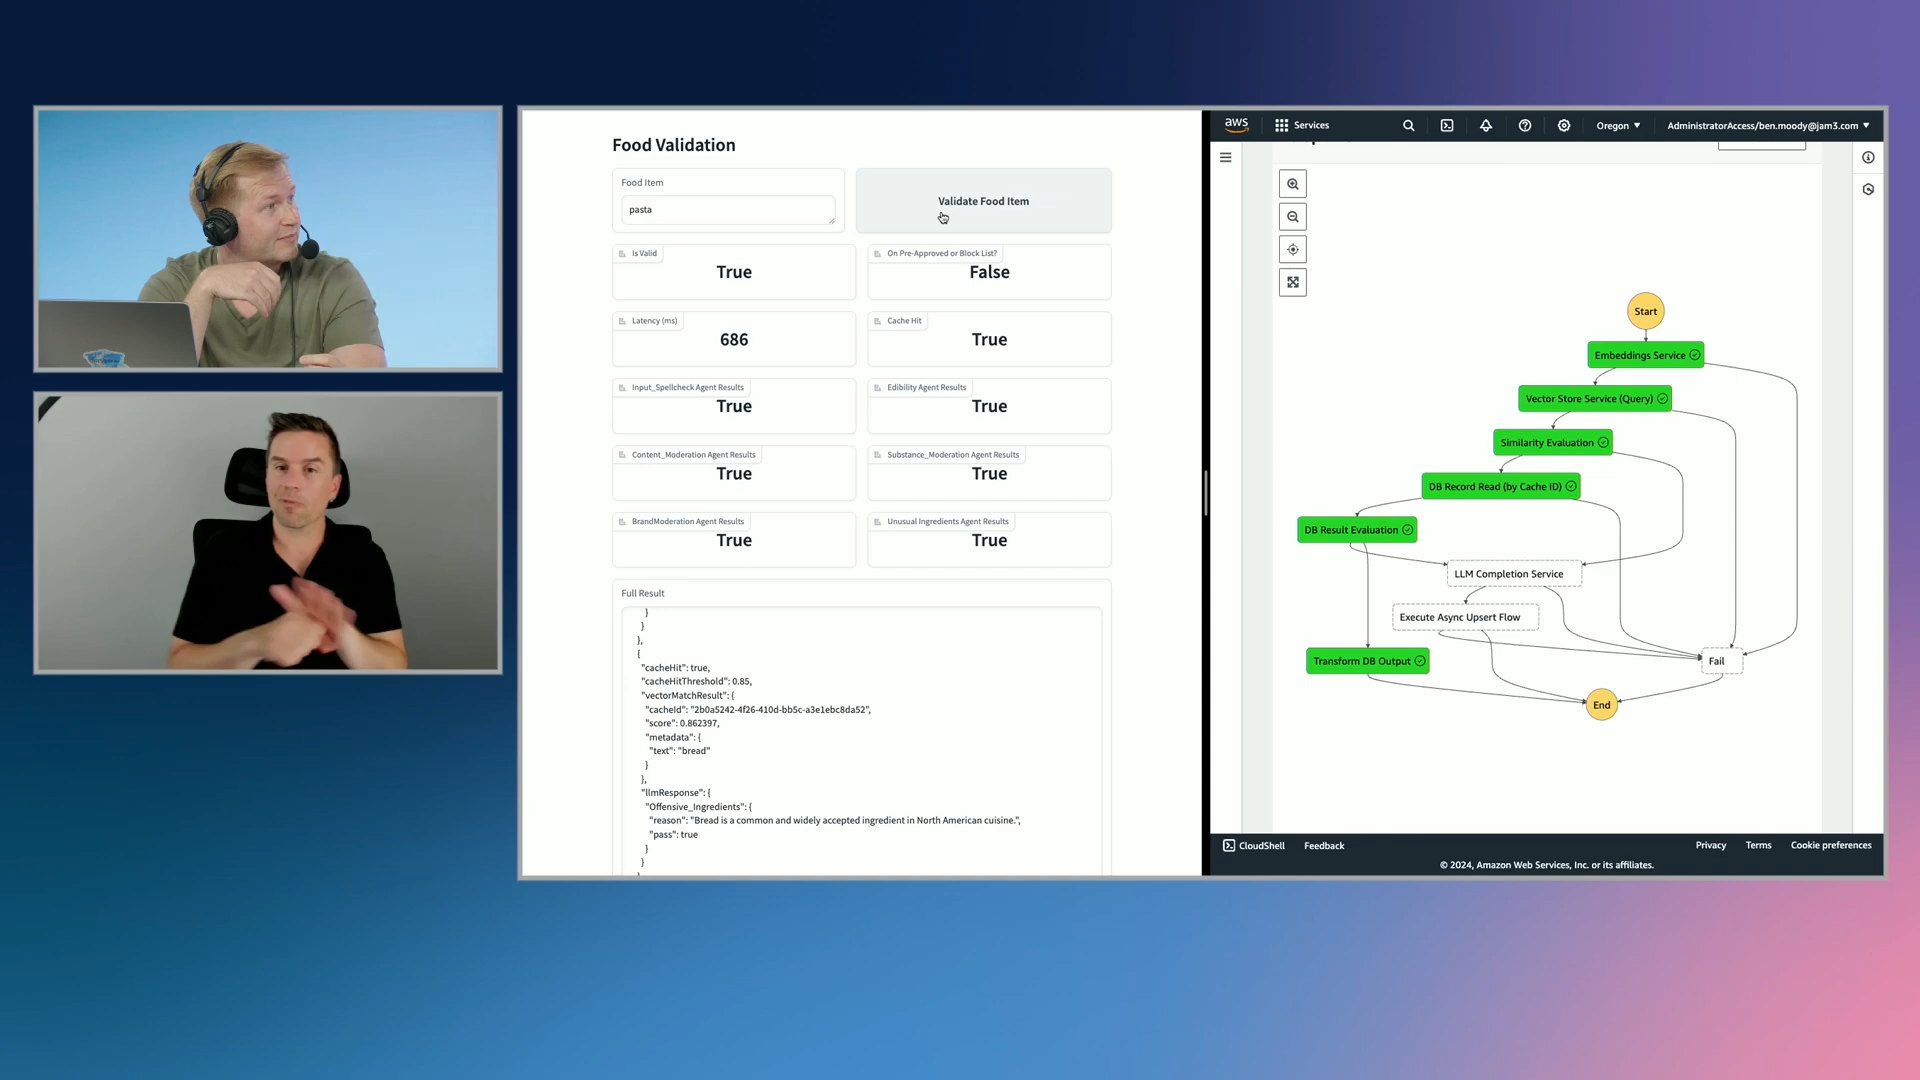 Food Validation
Food Item
pasta
Validate Food Item
Is Valid
True
On Pre-Approved or Block List?
False
Latency (ms)
686
Cache Hit
True
Input_Spellcheck Agent Results
True
Edibility Agent Results
True
Content_Moderation Agent Results
True
Substance_Moderation Agent Results
True
BrandModeration Agent Results
True
Unusual Ingredients Agent Results
True
Full Result
}
}
},
{
"cacheHit": true,
"cacheHitThreshold": 0.85,
"vectorMatchResult": {
"cacheId": "2b0a5242-4f26-410d-bb5c-a3e1ebc8da52",
"score": 0.862397,
"metadata": {
"text": "bread"
}
},
"llmResponse": {
"Offensive_Ingredients": {
"reason": "Bread is a common and widely accepted ingredient in North American cuisine.",
"pass": true
}
}
aws
Services
Oregon
AdministratorAccess/ben.moody@jam3.com
Start
Embeddings Service
Vector Store Service (Query)
Similarity Evaluation
DB Record Read (by Cache ID)
DB Result Evaluation
LLM Completion Service
Execute Async Upsert Flow
Transform DB Output
Fail
End
CloudShell
Feedback
Privacy
Terms
Cookie preferences
© 2024, Amazon Web Services, Inc. or its affiliates.